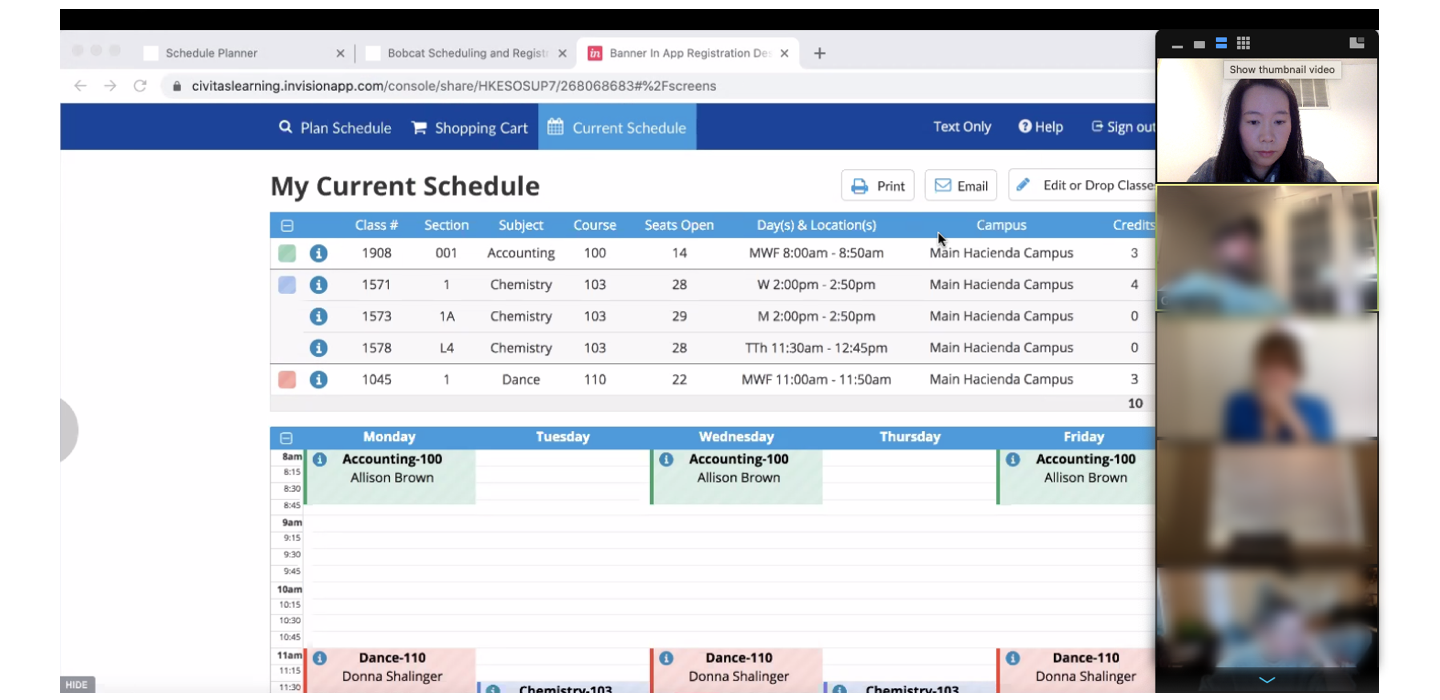 Schedule Planner
Bobcat Scheduling and Registr
in Banner In App Registration De
Show thumbnail video
civitaslearning.invisionapp.com/console/share/HKESOSUP7/268068683#%2Fscreens
Plan Schedule Shopping Cart Current Schedule Text Only Help Sign out
My Current Schedule Print Email Edit or Drop Classe
Class # Section Subject Course Seats Open Day(s) & Location(s) Campus Credits
1908 001 Accounting 100 14 MWF 8:00am - 8:50am Main Hacienda Campus 3
1571 1 Chemistry 103 28 W 2:00pm - 2:50pm Main Hacienda Campus 4
1573 1A Chemistry 103 29 M 2:00pm - 2:50pm Main Hacienda Campus 0
1578 L4 Chemistry 103 28 TTh 11:30am - 12:45pm Main Hacienda Campus 0
1045 1 Dance 110 22 MWF 11:00am - 11:50am Main Hacienda Campus 3
10
Monday Tuesday Wednesday Thursday Friday
8am Accounting-100 Accounting-100 Accounting-100
8:15 Allison Brown Allison Brown Allison Brown
8:30
8:45
9am
9:15
9:30
9:45
10am
10:15
10:30
10:45
11am Dance-110 Dance-110 Dance-110
11:15 Donna Shalinger Donna Shalinger Donna Shalinger
11:30 Chemistry-103 Chemistry-103
HIDE